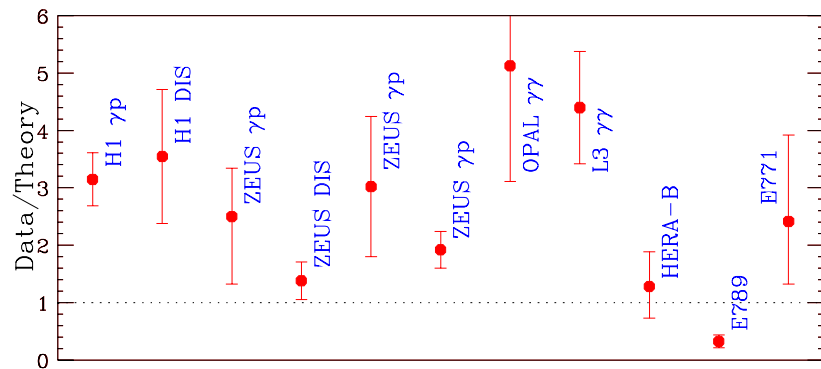 Data/Theory
6
5
4
3
2
1
0
H1 γp
H1 DIS
ZEUS γp
ZEUS DIS
ZEUS γp
ZEUS γp
OPAL γγ
L3 γγ
HERA-B
E789
E771